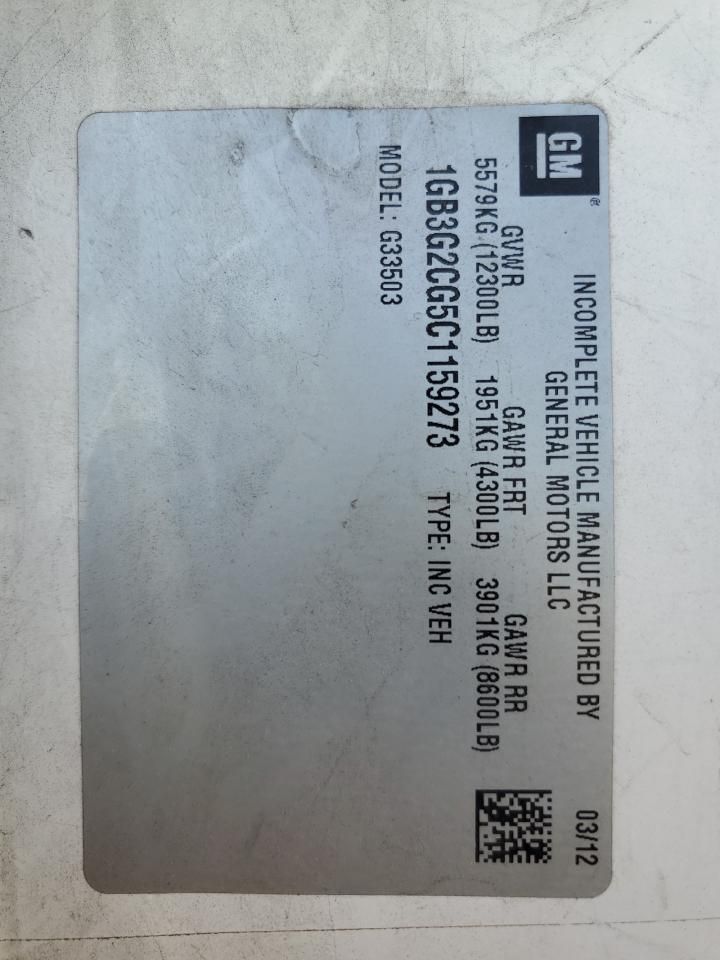 GM®
INCOMPLETE VEHICLE MANUFACTURED BY 03/12
GENERAL MOTORS LLC
GVWR GAWR FRT GAWR RR
5579KG (12300LB) 1951KG (4300LB) 3901KG (8600LB)
1GB3G2CG5C1159273 TYPE: INC VEH
MODEL: G33503